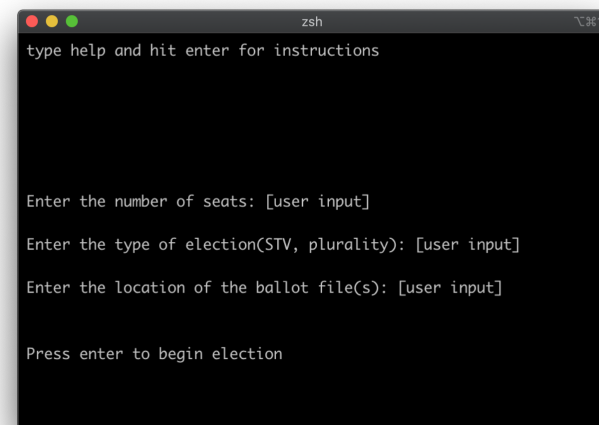 zsh
type help and hit enter for instructions
Enter the number of seats: [user input]
Enter the type of election(STV, plurality): [user input]
Enter the location of the ballot file(s): [user input]
Press enter to begin election